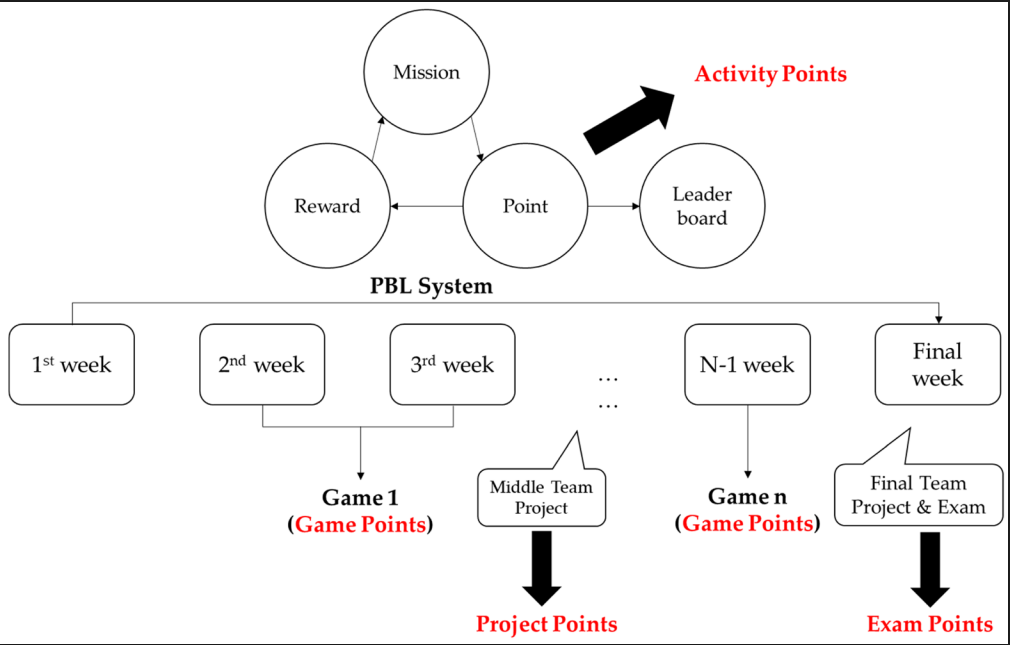 Mission
Activity Points
Reward
Point
Leader
board
PBL System
1st week
2nd week
3rd week
...
...
N-1 week
Final
week
Middle Team
Project
Final Team
Project & Exam
Game 1
(Game Points)
Game n
(Game Points)
Project Points
Exam Points